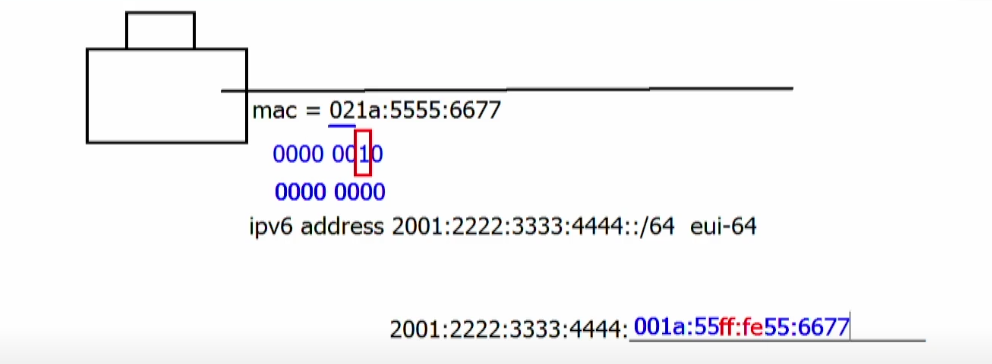 mac = 021a:5555:6677
0000 0010
0000 0000
ipv6 address 2001:2222:3333:4444::/64 eui-64
2001:2222:3333:4444: 001a:55ff:fe55:6677